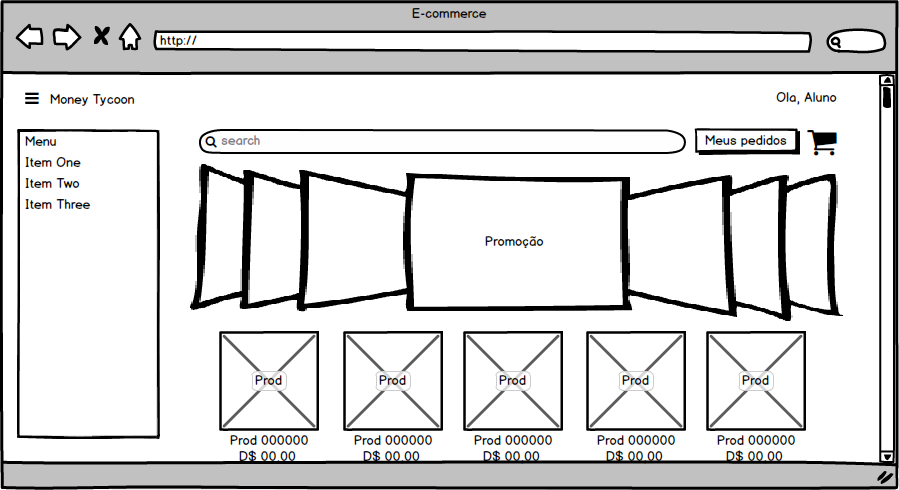 E-commerce
http://
Money Tycoon
Ola, Aluno
Menu
Item One
Item Two
Item Three
search
Meus pedidos
Promoção
Prod
Prod
Prod
Prod
Prod
Prod 000000
D$ 00,00
Prod 000000
D$ 00,00
Prod 000000
D$ 00,00
Prod 000000
D$ 00,00
Prod 000000
D$ 00,00